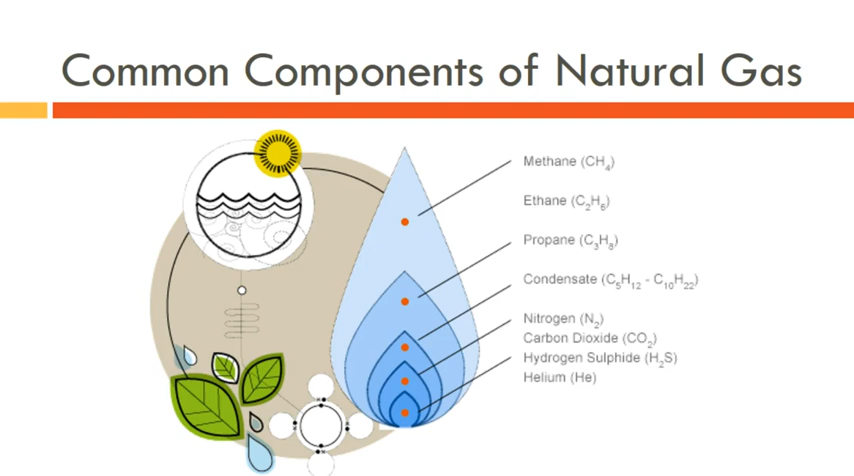 Common Components of Natural Gas
Methane (CH₄)
Ethane (C₂H₆)
Propane (C₃H₈)
Condensate (C₅H₁₂ - C₁₀H₂₂)
Nitrogen (N₂)
Carbon Dioxide (CO₂)
Hydrogen Sulphide (H₂S)
Helium (He)